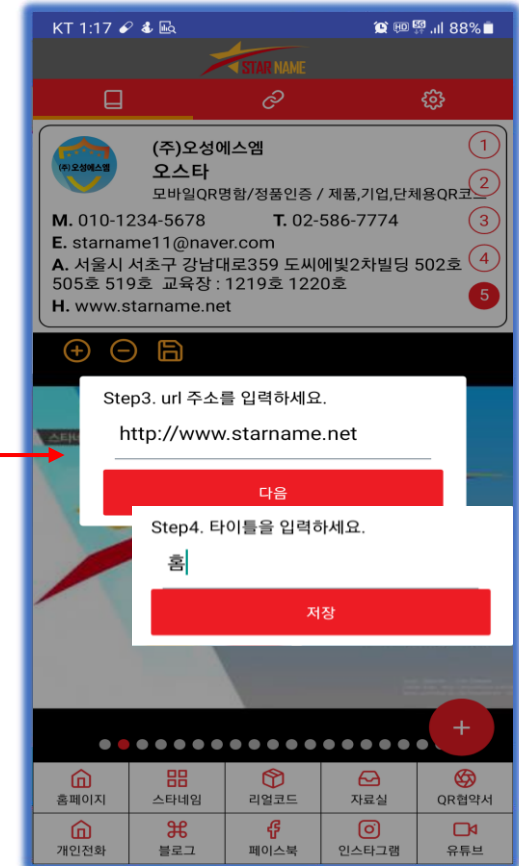 KT 1:17
HD
.ıl 88%
STAR NAME
(주)오성에스엠
(주)오성에스엠
오스타
모바일QR명함/정품인증 / 제품,기업,단체용QR코드
M. 010-1234-5678 T. 02-586-7774
E. starname11@naver.com
A. 서울시 서초구 강남대로359 도씨에빛2차빌딩 502호
505호 519호 교육장 : 1219호 1220호
H. www.starname.net
1
2
3
4
5
Step3. url 주소를 입력하세요.
http://www.starname.net
다음
Step4. 타이틀을 입력하세요.
홈
저장
+
홈페이지 스타네임 리얼코드 자료실 QR협약서
개인전화 블로그 페이스북 인스타그램 유튜브